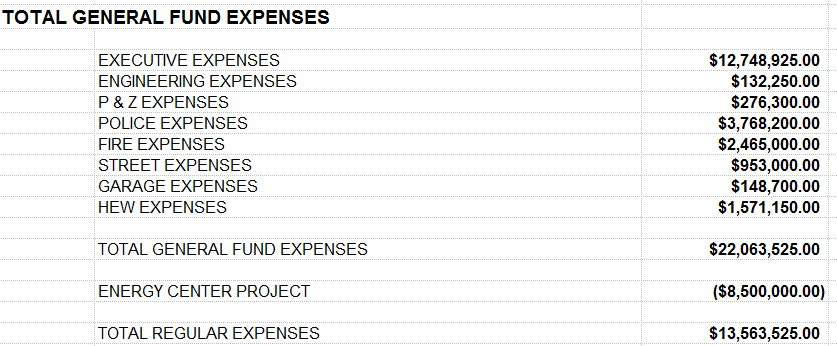 TOTAL GENERAL FUND EXPENSES
EXECUTIVE EXPENSES $12,748,925.00
ENGINEERING EXPENSES $132,250.00
P & Z EXPENSES $276,300.00
POLICE EXPENSES $3,768,200.00
FIRE EXPENSES $2,465,000.00
STREET EXPENSES $953,000.00
GARAGE EXPENSES $148,700.00
HEW EXPENSES $1,571,150.00
TOTAL GENERAL FUND EXPENSES $22,063,525.00
ENERGY CENTER PROJECT ($8,500,000.00)
TOTAL REGULAR EXPENSES $13,563,525.00